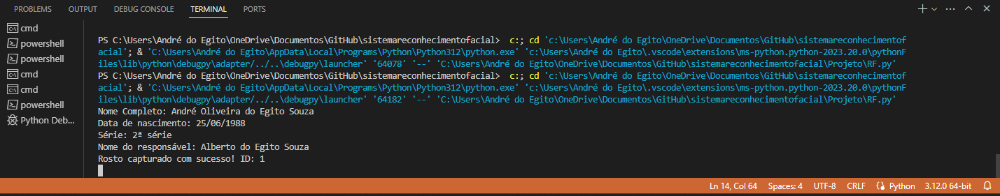 PROBLEMS OUTPUT DEBUG CONSOLE TERMINAL PORTS
cmd
powershell
powershell
cmd
cmd
powershell
Python Deb...
PS C:\Users\André do Egito\OneDrive\Documentos\GitHub\sistemareconhecimentofacial>  c:; cd 'c:\Users\André do Egito\OneDrive\Documentos\GitHub\sistemareconhecimentof
acial'; & 'C:\Users\André do Egito\AppData\Local\Programs\Python\Python312\python.exe' 'c:\Users\André do Egito\.vscode\extensions\ms-python.python-2023.20.0\pythonF
iles\lib\python\debugpy\adapter/../..\debugpy\launcher' '64078' '--' 'C:\Users\André do Egito\OneDrive\Documentos\GitHub\sistemareconhecimentofacial\Projeto\RF.py'
PS C:\Users\André do Egito\OneDrive\Documentos\GitHub\sistemareconhecimentofacial>  c:; cd 'c:\Users\André do Egito\OneDrive\Documentos\GitHub\sistemareconhecimentof
acial'; & 'C:\Users\André do Egito\AppData\Local\Programs\Python\Python312\python.exe' 'c:\Users\André do Egito\.vscode\extensions\ms-python.python-2023.20.0\pythonF
iles\lib\python\debugpy\adapter/../..\debugpy\launcher' '64182' '--' 'C:\Users\André do Egito\OneDrive\Documentos\GitHub\sistemareconhecimentofacial\Projeto\RF.py'
Nome Completo: André Oliveira do Egito Souza
Data de nascimento: 25/06/1988
Série: 2ª série
Nome do responsável: Alberto do Egito Souza
Rosto capturado com sucesso! ID: 1
Ln 14, Col 64 Spaces: 4 UTF-8 CRLF Python 3.12.0 64-bit